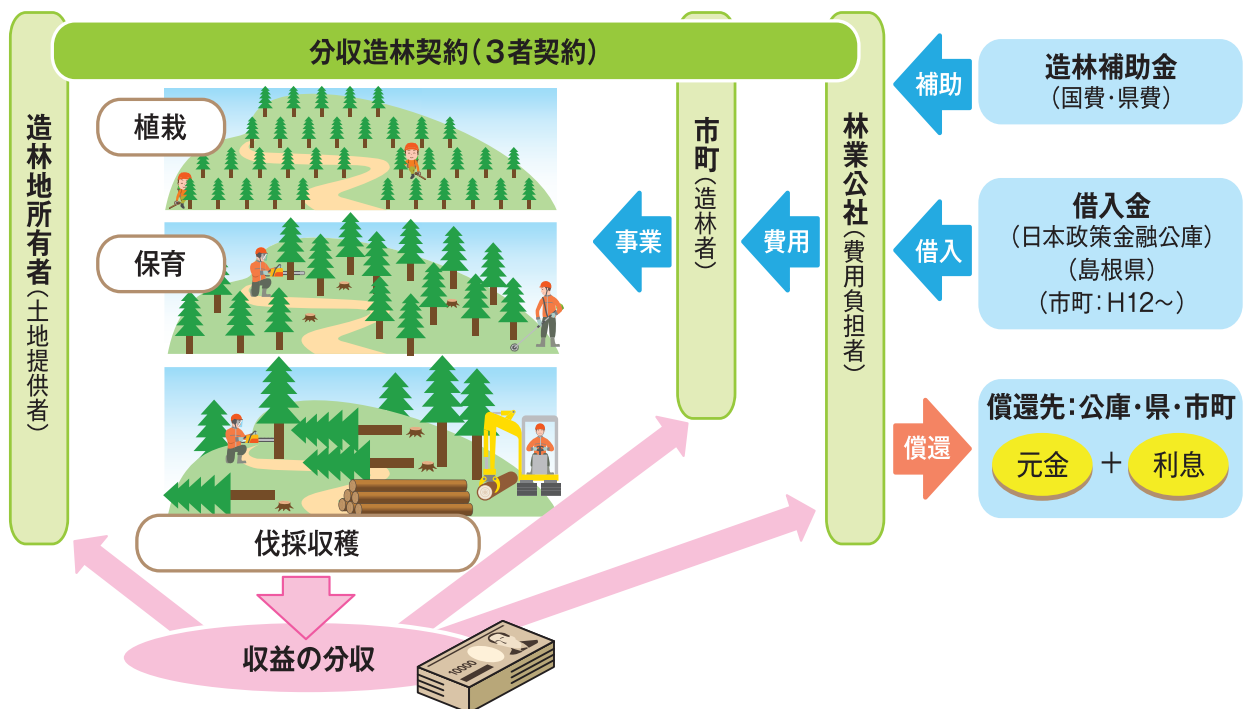 分収造林契約（３者契約）
造林地所有者（土地提供者）
植栽
保育
伐採収穫
収益の分収
10000
事業
市町（造林者）
費用
林業公社（費用負担者）
補助
造林補助金
（国費・県費）
借入
借入金
（日本政策金融公庫）
（島根県）
（市町：H12～）
償還
償還先：公庫・県・市町
元金＋利息